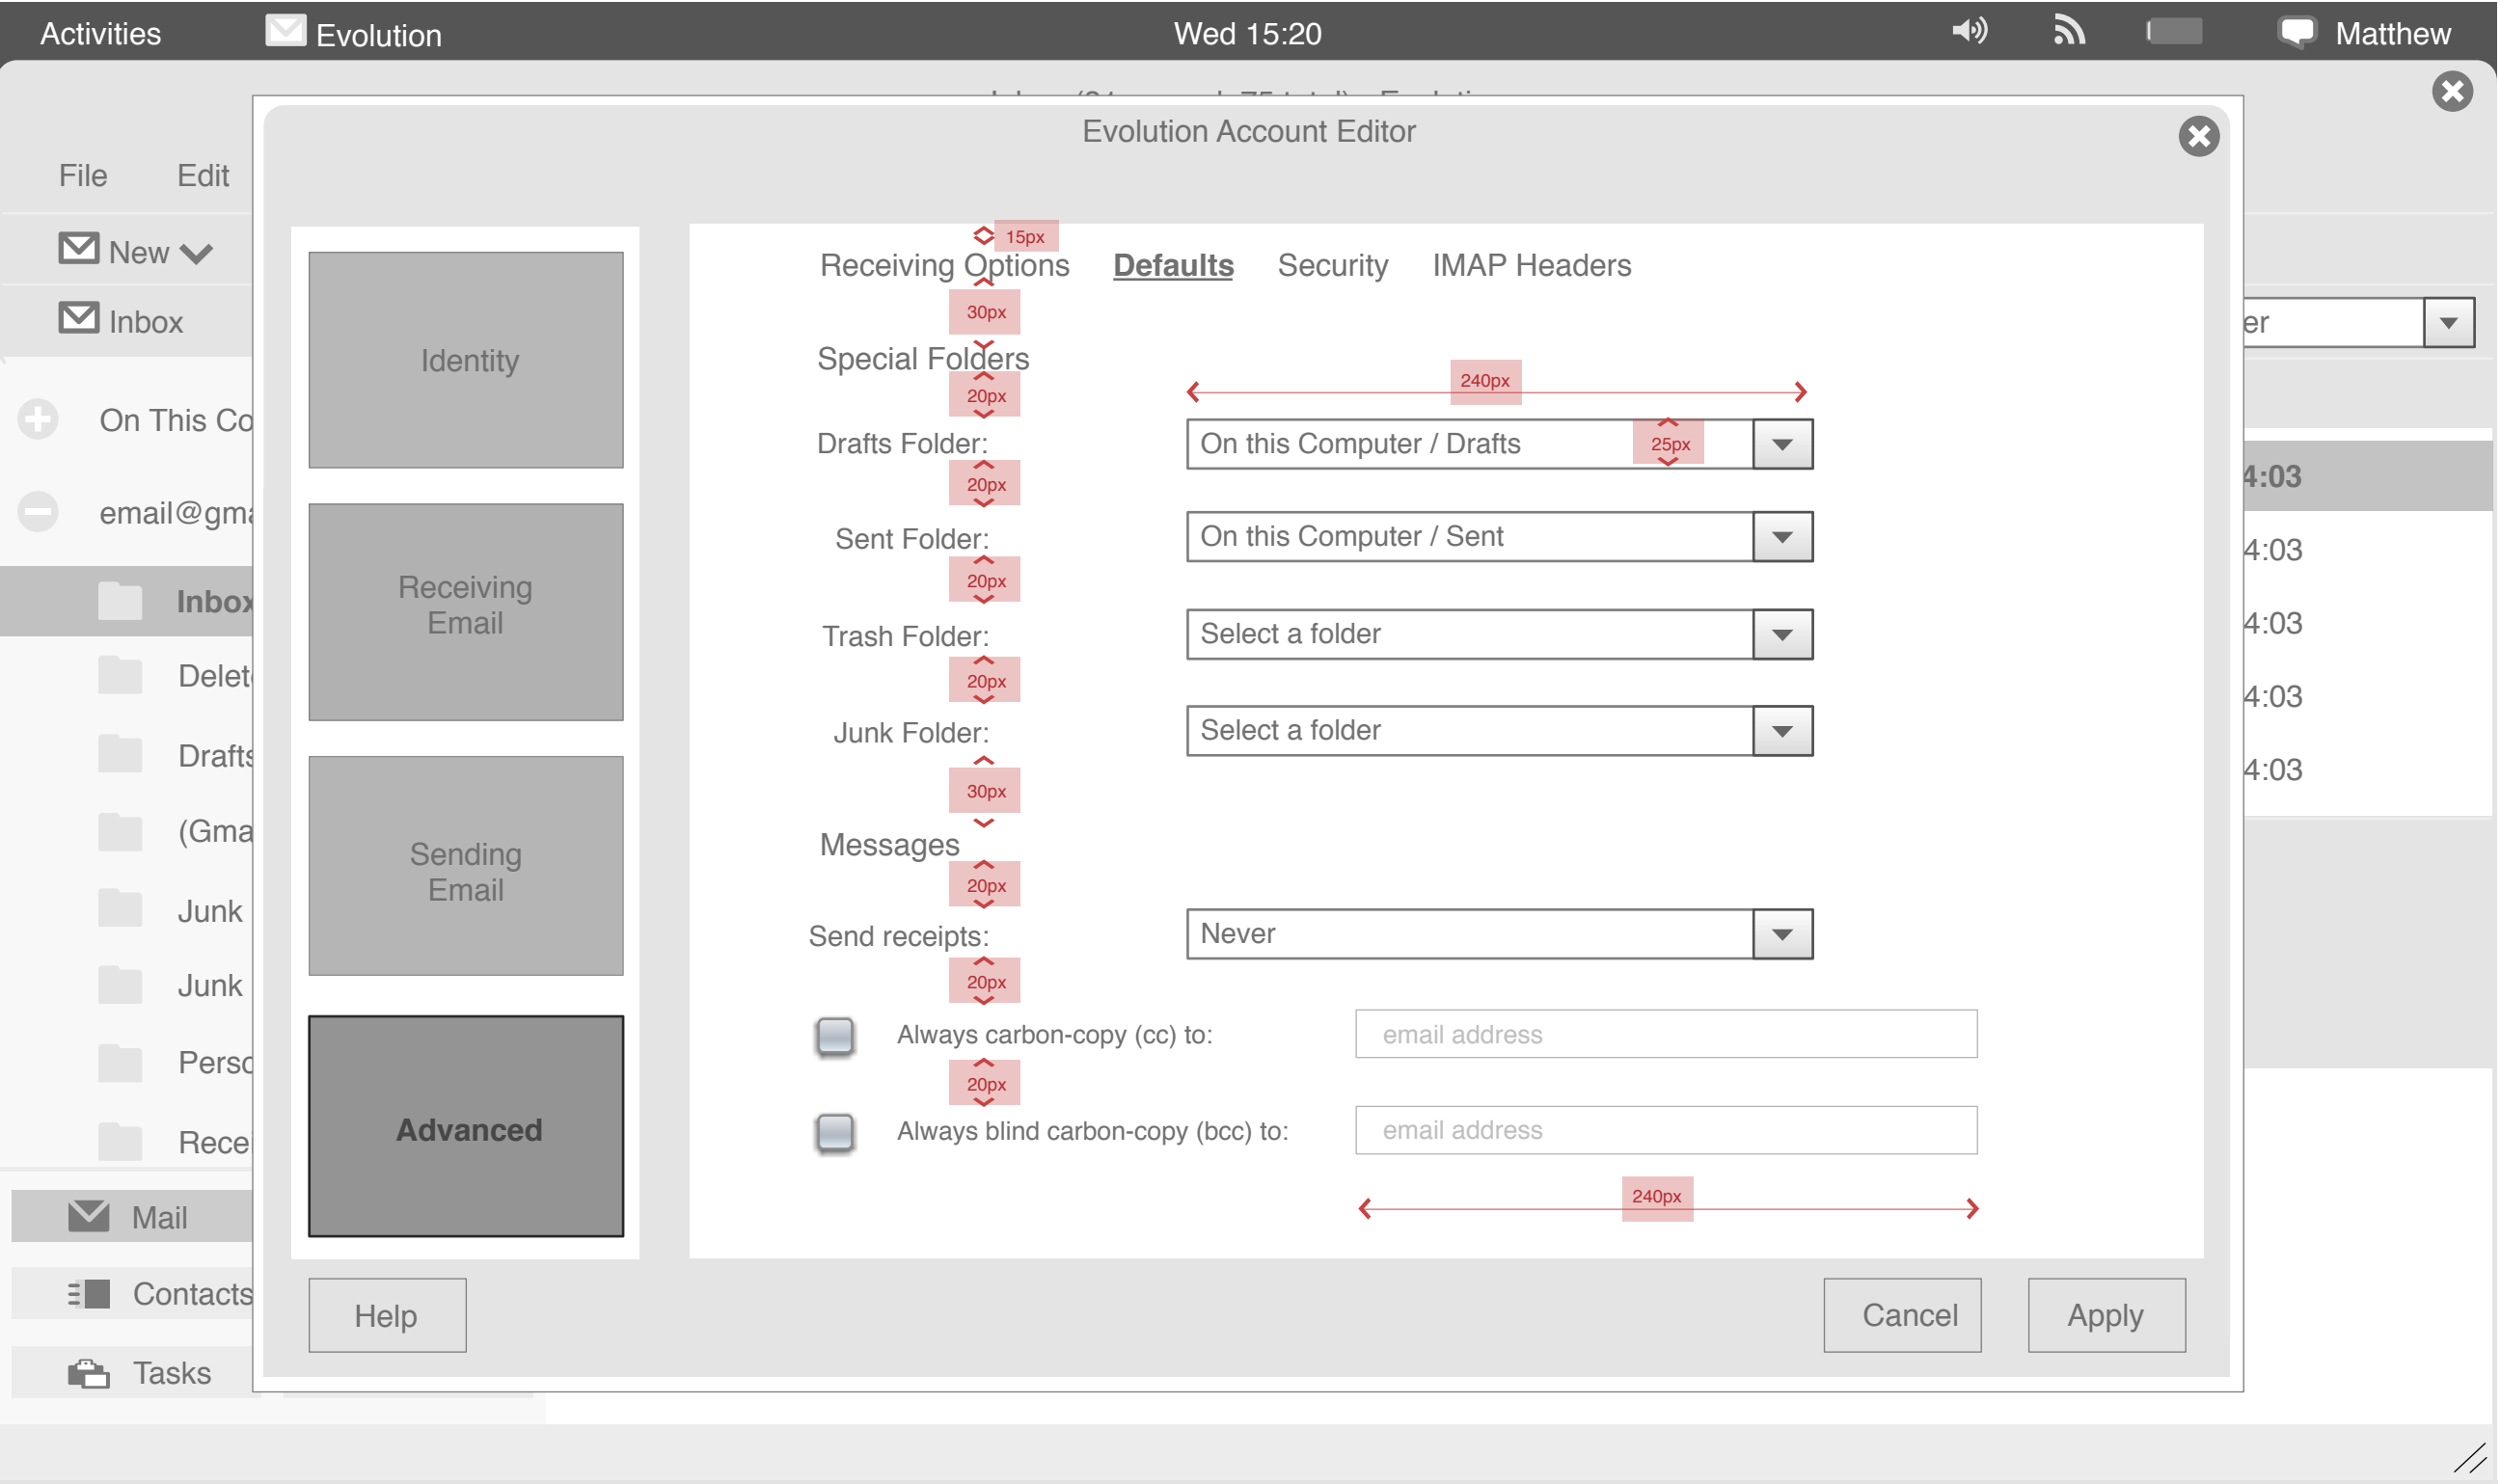 Activities Evolution Wed 15:20 Matthew
Evolution Account Editor
File Edit
New
Inbox
er
On This Co
email@gma
Inbox
Delet
Drafts
(Gma
Junk
Junk
Perso
Recei
Mail
Contacts
Tasks
4:03
4:03
4:03
4:03
4:03
Identity
Receiving
Email
Sending
Email
Advanced
15px
Receiving Options Defaults Security IMAP Headers
30px
Special Folders
20px 240px
Drafts Folder: On this Computer / Drafts 25px
20px
Sent Folder: On this Computer / Sent
20px
Trash Folder: Select a folder
20px
Junk Folder: Select a folder
30px
Messages
20px
Send receipts: Never
20px
Always carbon-copy (cc) to: email address
20px
Always blind carbon-copy (bcc) to: email address
240px
Help Cancel Apply